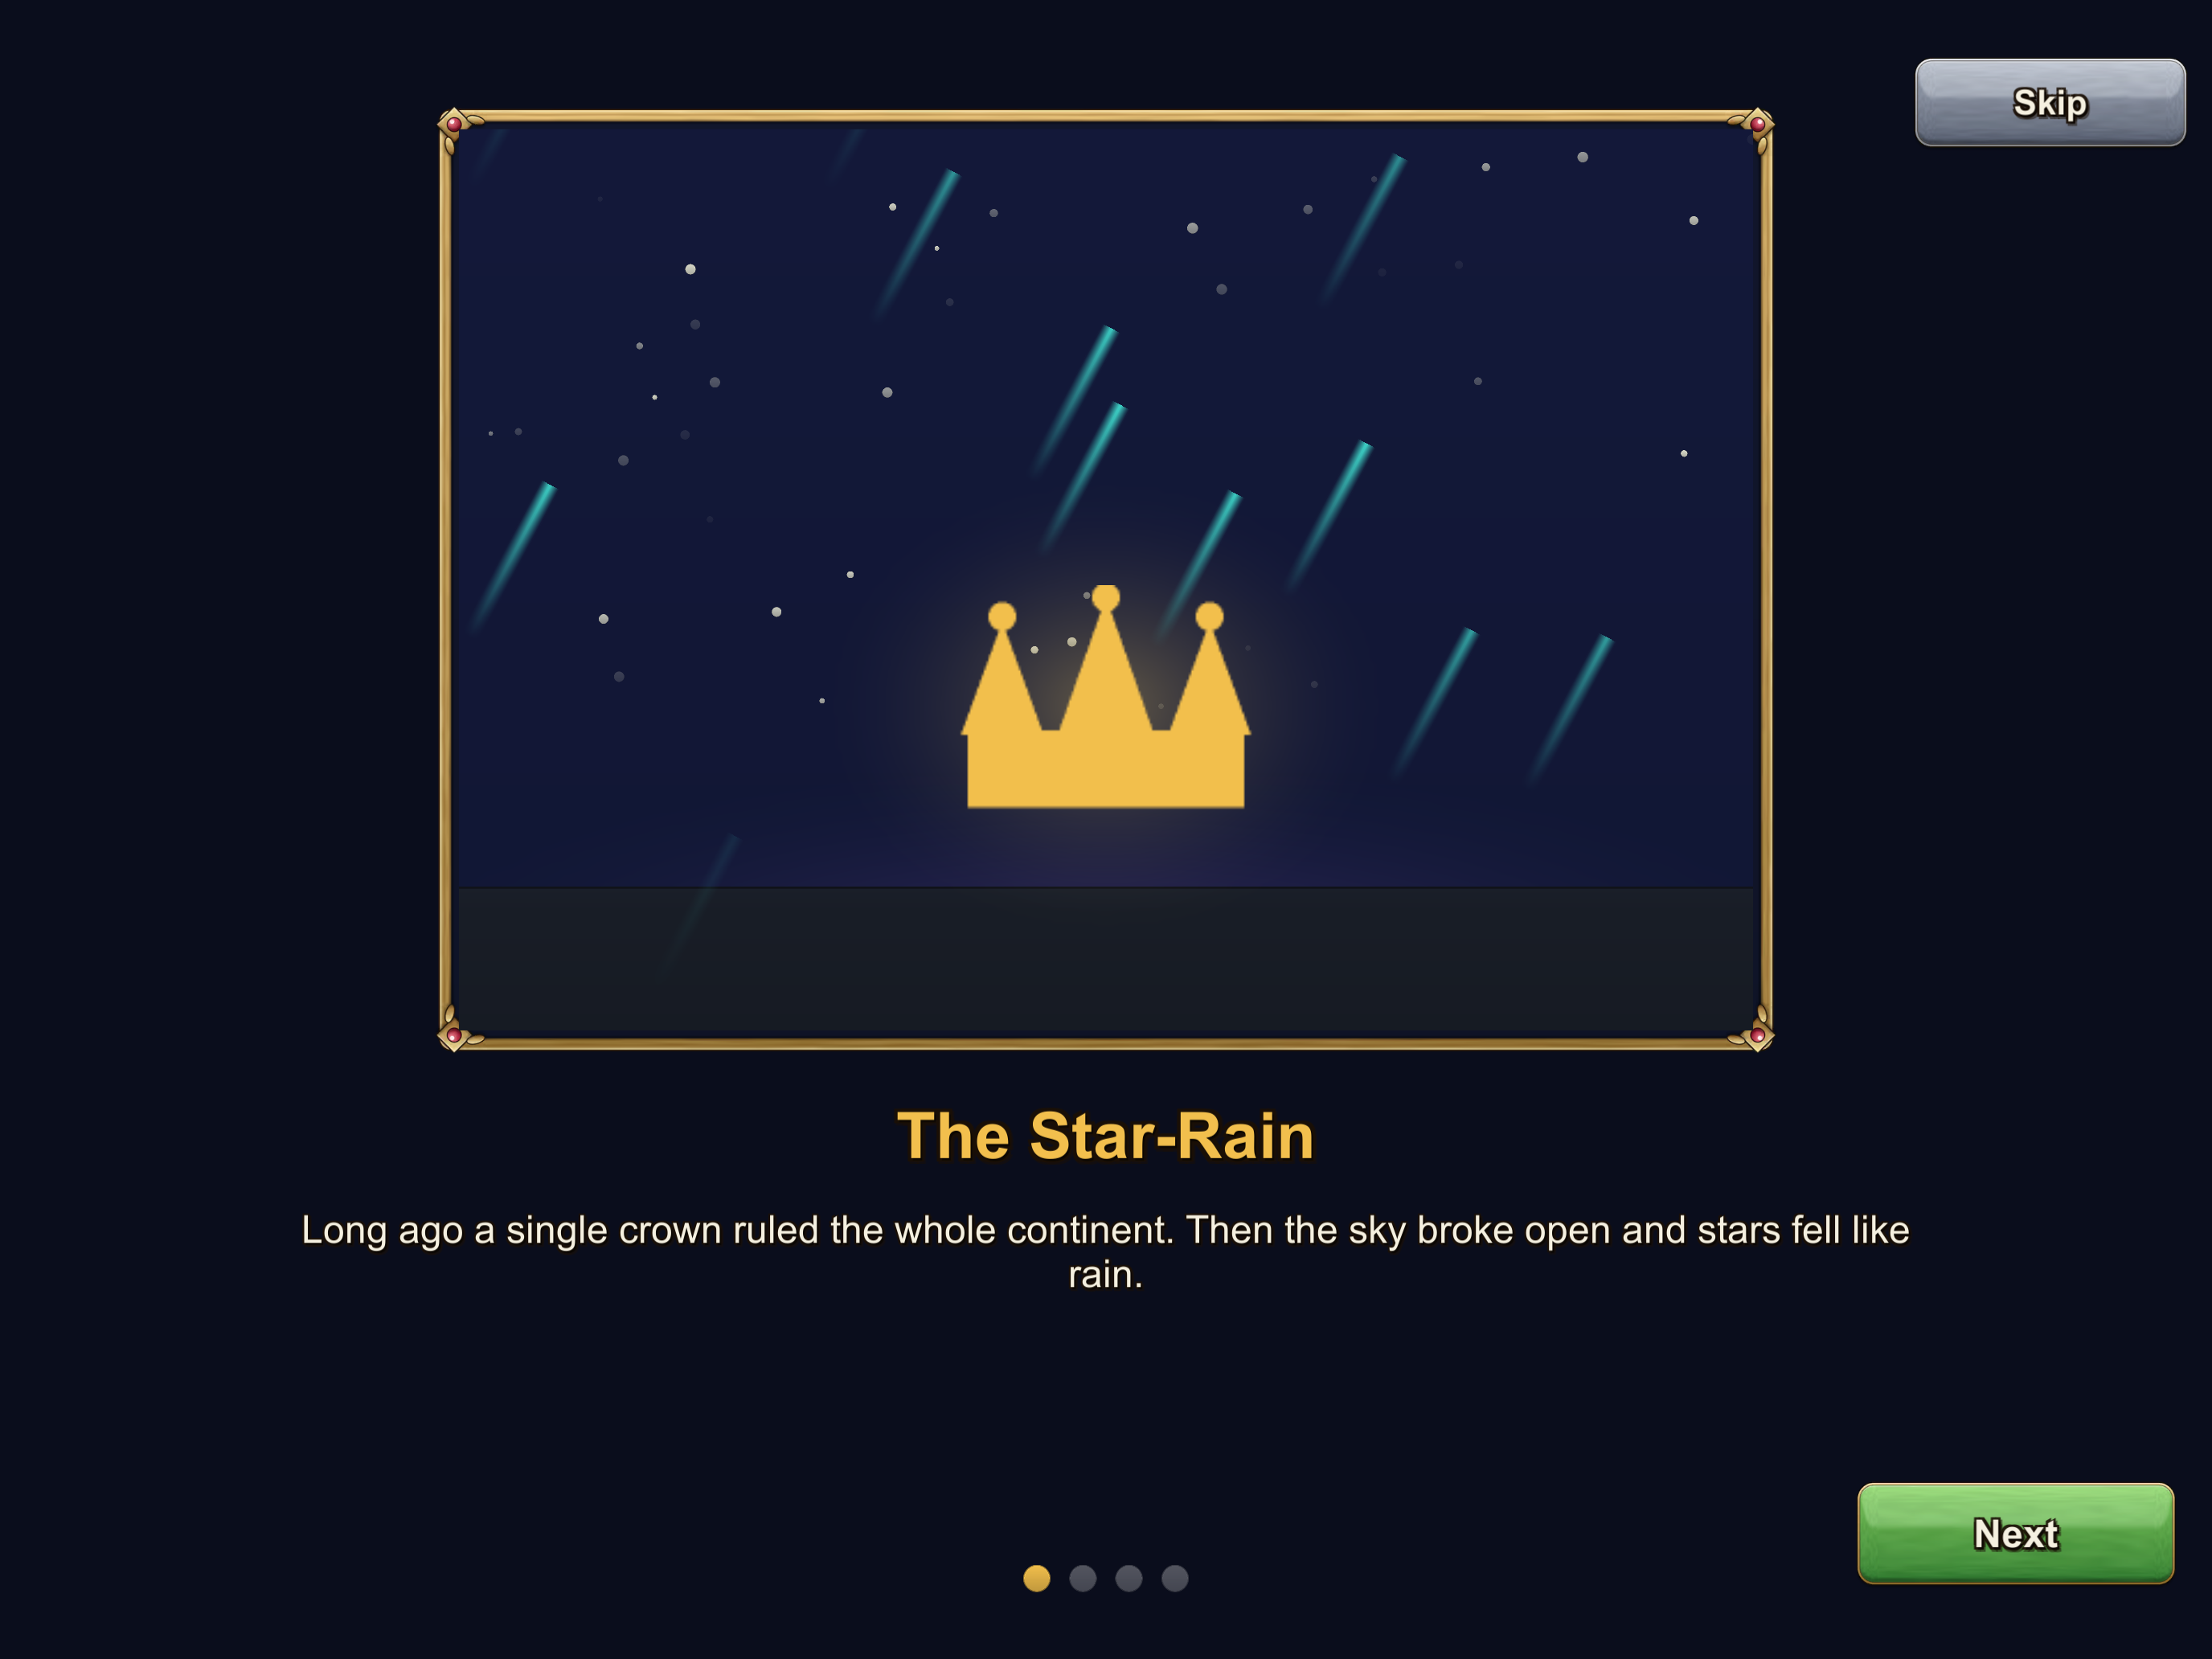 Skip
The Star-Rain
Long ago a single crown ruled the whole continent. Then the sky broke open and stars fell like
rain.
Next